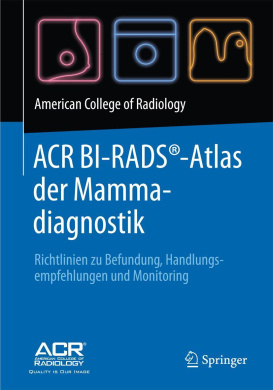 American College of Radiology
ACR BI-RADS®-Atlas
der Mamma-
diagnostik
Richtlinien zu Befundung, Handlungs-
empfehlungen und Monitoring
ACR®
AMERICAN COLLEGE OF
RADIOLOGY
QUALITY IS OUR IMAGE
Springer